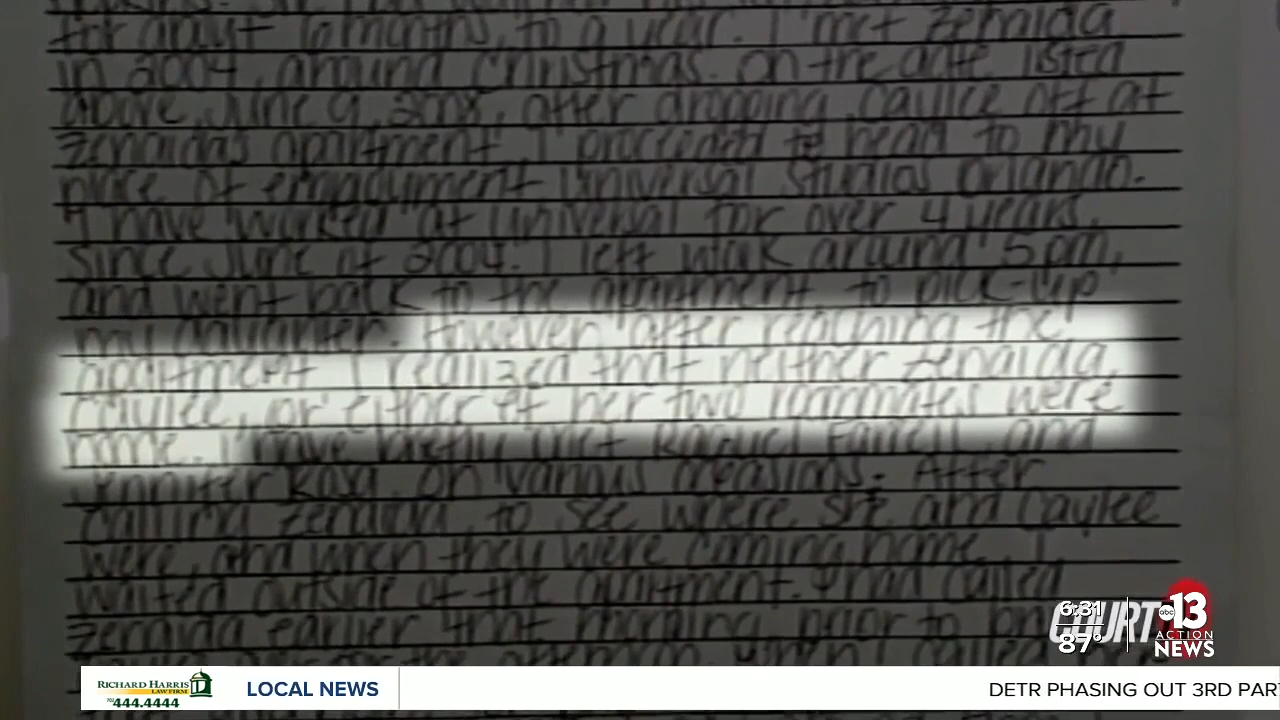 for about 6 months, to a year. I met Zenaida
in 2004, around Christmas. On the date listed
above, June 9, 2008, after dropping Caylee off at
Zenaidas apartment, I proceeded to head to my
place of employment Universal Studios Orlando.
I have worked at Universal for over 4 years,
since June of 2004. I left work around 5pm,
and went back to the apartment to pick-up
my daughter. However, after reaching the
apartment, I realized that neither Zenaida,
Caylee, or either of her two roommates were
home. I have briefly met Raquel Farrell, and
Jennifer Rosa, on various occasions. After
calling Zenaida, to see where she and Caylee
were, and when they were coming home, I
waited outside of the apartment. I had called
Zenaida earlier that morning, prior to
COURT
6:31
87°
abc 13
ACTION
NEWS
RICHARD HARRIS
LAW FIRM
702 444.4444
LOCAL NEWS
DETR PHASING OUT 3RD PAR